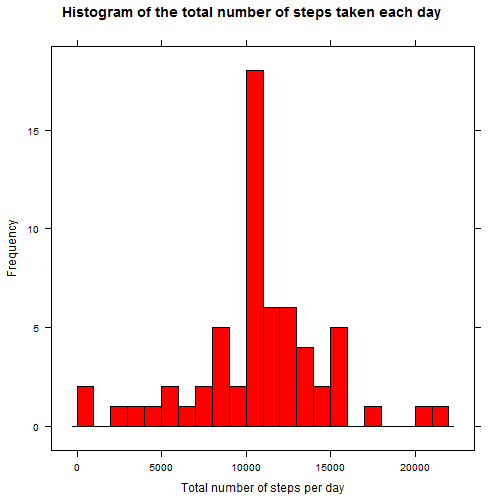 Histogram of the total number of steps taken each day
15
10
5
0
Frequency
0 5000 10000 15000 20000
Total number of steps per day